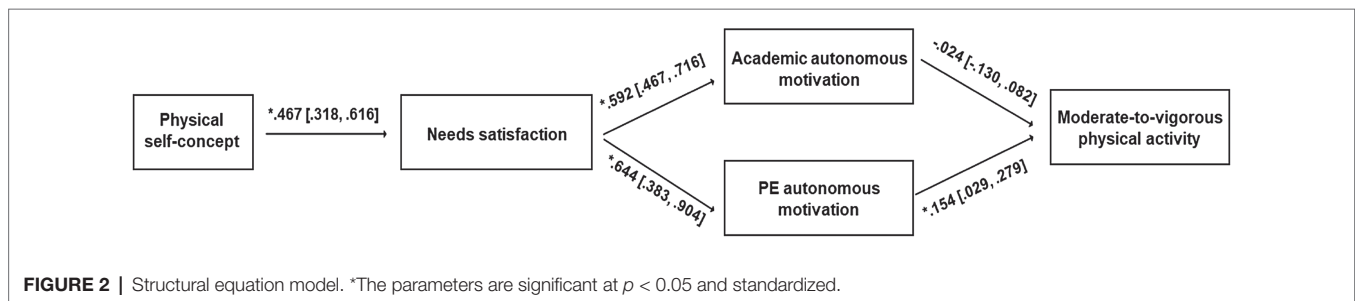 Physical
self-concept
*.467 [.318, .616]
Needs satisfaction
*.592 [.467, .716]
*.644 [.383, .904]
Academic autonomous
motivation
PE autonomous
motivation
-.024 [-.130, .082]
*.154 [.029, .279]
Moderate-to-vigorous
physical activity
FIGURE 2 | Structural equation model. *The parameters are significant at p < 0.05 and standardized.